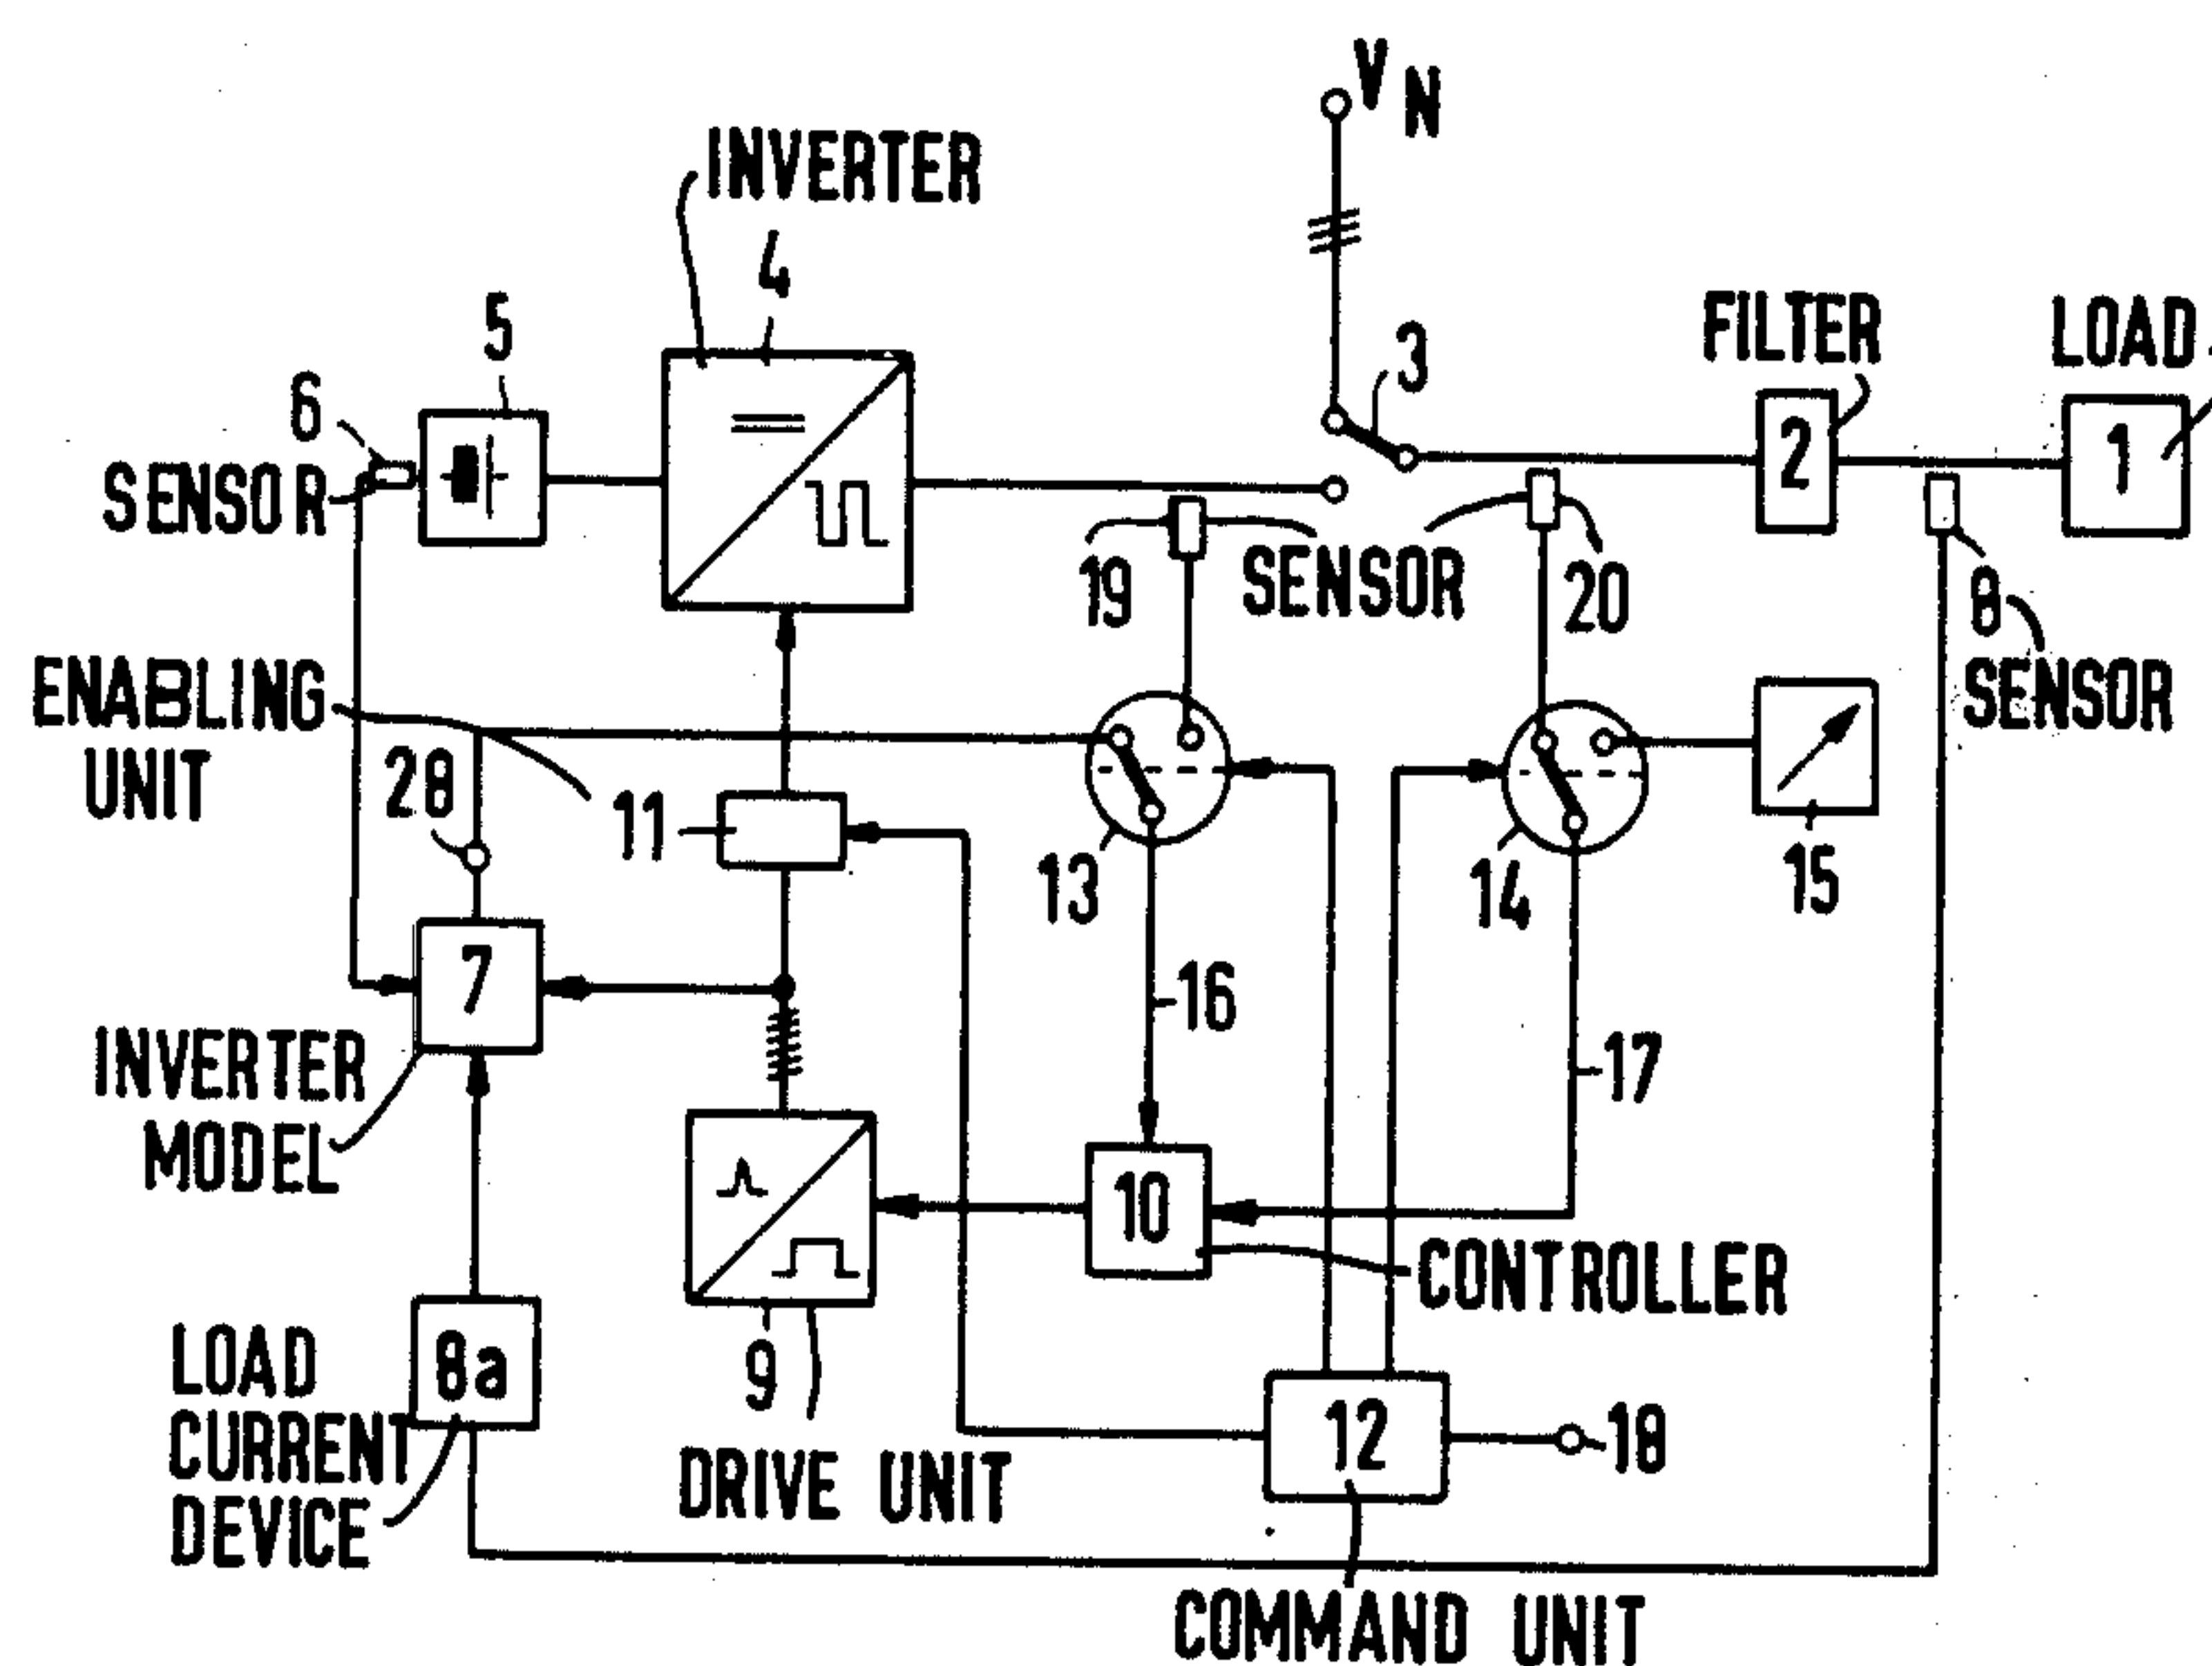 V N
INVERTER
4
5
3
FILTER
LOAD
6
SENSOR
2
1
19
SENSOR
20
8
SENSOR
ENABLING
UNIT
28
11
13
14
15
7
16
17
INVERTER
MODEL
10
CONTROLLER
LOAD
CURRENT
DEVICE
8a
9
12
18
DRIVE UNIT
COMMAND UNIT